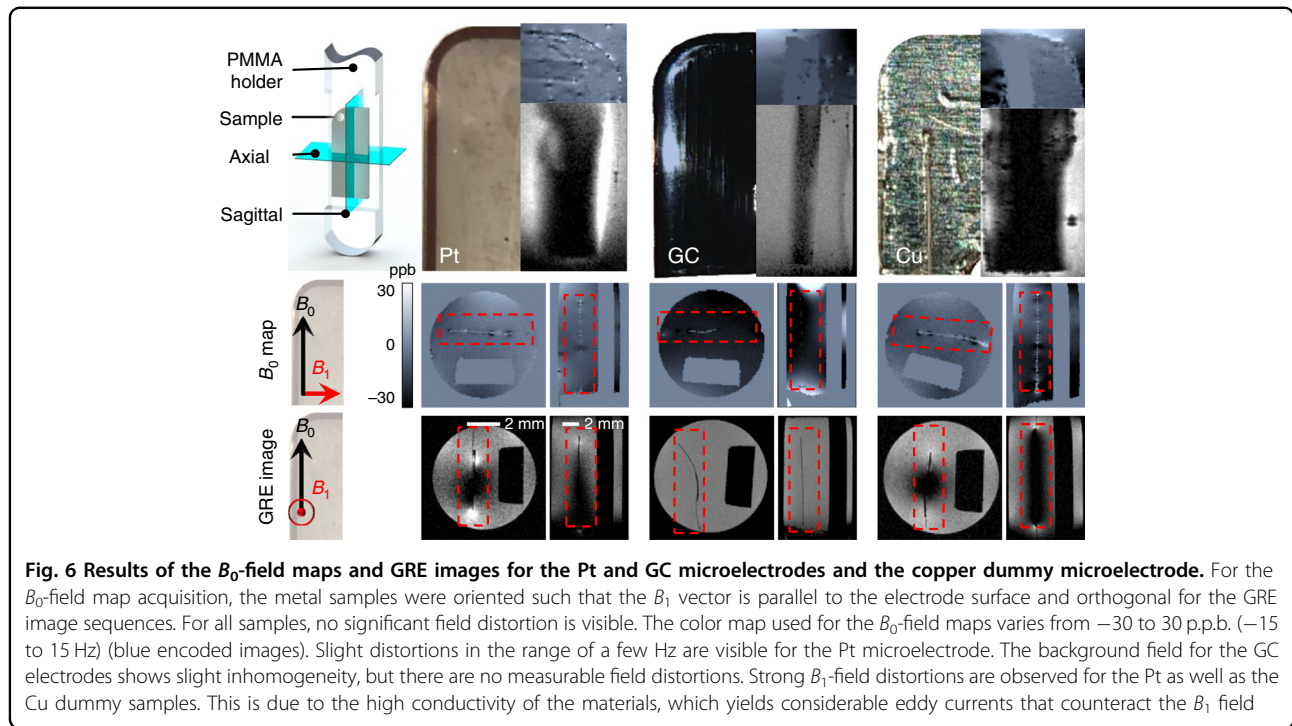 PMMA
holder
Sample
Axial
Sagittal
Pt
GC
Cu
ppb
30
0
−30
B₀ map
B₀
B₁
GRE image
B₀
B₁
2 mm
2 mm
Fig. 6 Results of the B₀-field maps and GRE images for the Pt and GC microelectrodes and the copper dummy microelectrode. For the
B₀-field map acquisition, the metal samples were oriented such that the B₁ vector is parallel to the electrode surface and orthogonal for the GRE
image sequences. For all samples, no significant field distortion is visible. The color map used for the B₀-field maps varies from −30 to 30 p.p.b. (−15
to 15 Hz) (blue encoded images). Slight distortions in the range of a few Hz are visible for the Pt microelectrode. The background field for the GC
electrodes shows slight inhomogeneity, but there are no measurable field distortions. Strong B₁-field distortions are observed for the Pt as well as the
Cu dummy samples. This is due to the high conductivity of the materials, which yields considerable eddy currents that counteract the B₁ field